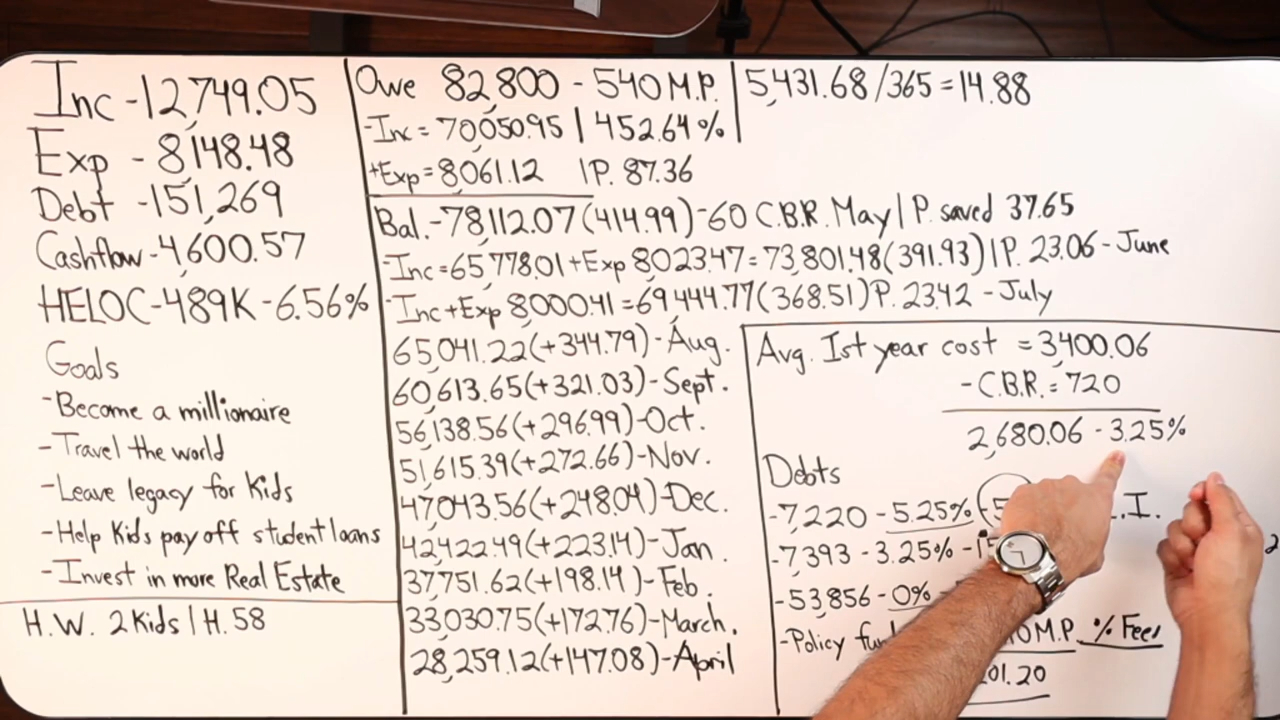 Inc -12,749.05
Exp - 8,148.48
Debt -151,269
Cashflow -4,600.57
HELOC-489K-6.56%
Goals
-Become a millionaire
-Travel the world
-Leave legacy for Kids
-Help Kids pay off student loans
-Invest in more Real Estate
H.W. 2 Kids | H. 58
Owe 82,800 - 540 M.P.
-Inc = 70,050.95 | 452.64%
+Exp = 8,061.12 | P. 87.36
5,431.68/365 = 14.88
Bal. -78,112.07 (414.99) -60 C.B.R. May | P. saved 37.65
-Inc = 65,778.01 + Exp 8,023.47 = 73,801.48 (391.93) | P. 23.06 - June
-Inc + Exp 8,000.41 = 69,444.77 (368.51) P. 23.42 - July
65,041.22 (+344.79) - Aug.
60,613.65 (+321.03) - Sept.
56,138.56 (+296.99) - Oct.
51,615.39 (+272.66) - Nov.
47,043.56 (+248.04) - Dec.
42,422.49 (+223.14) - Jan.
37,751.62 (+198.14) - Feb.
33,030.75 (+172.76) - March.
28,259.12 (+147.08) - April
Avg. 1st year cost = 3,400.06
- C.B.R. = 720
2,680.06 - 3.25%
Debts
-7,220 - 5.25% (5 .I.
-7,393 - 3.25% -15
-53,856 - 0% -
-Policy M.P. % Fees
01.20